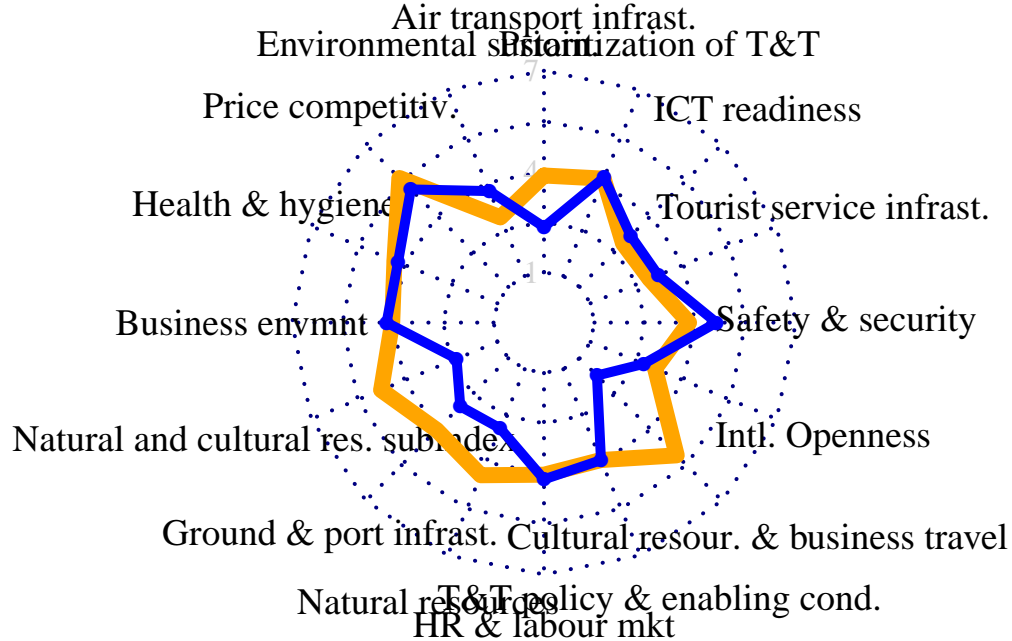 Air transport infrast.
Environmental sustain.
Prioritization of T&T
7
Price competitiv.
ICT readiness
4
Health & hygiene
Tourist service infrast.
1
Business envmnt
Safety & security
Natural and cultural res. subindex
Intl. Openness
Ground & port infrast.
Cultural resour. & business travel
Natural resources
T&T policy & enabling cond.
HR & labour mkt